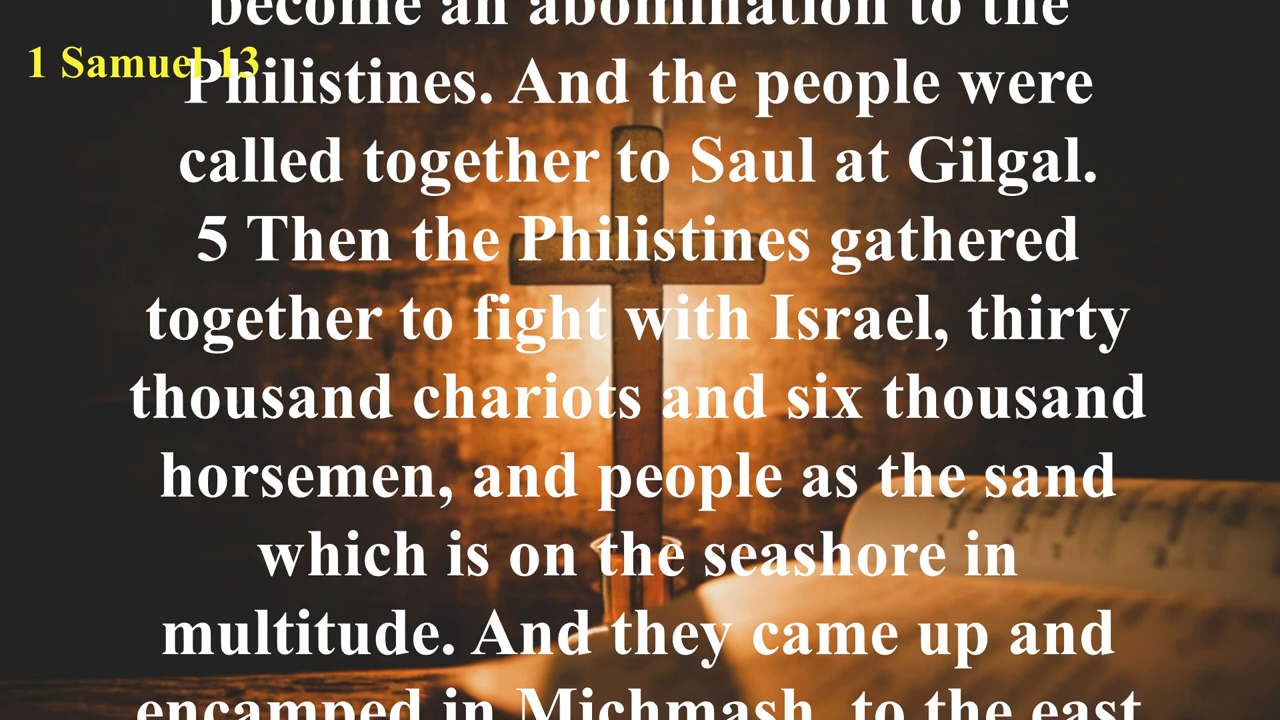 become an abomination to the
1 Samuel 13
Philistines. And the people were
called together to Saul at Gilgal.
5 Then the Philistines gathered
together to fight with Israel, thirty
thousand chariots and six thousand
horsemen, and people as the sand
which is on the seashore in
multitude. And they came up and
encamped in Michmash, to the east